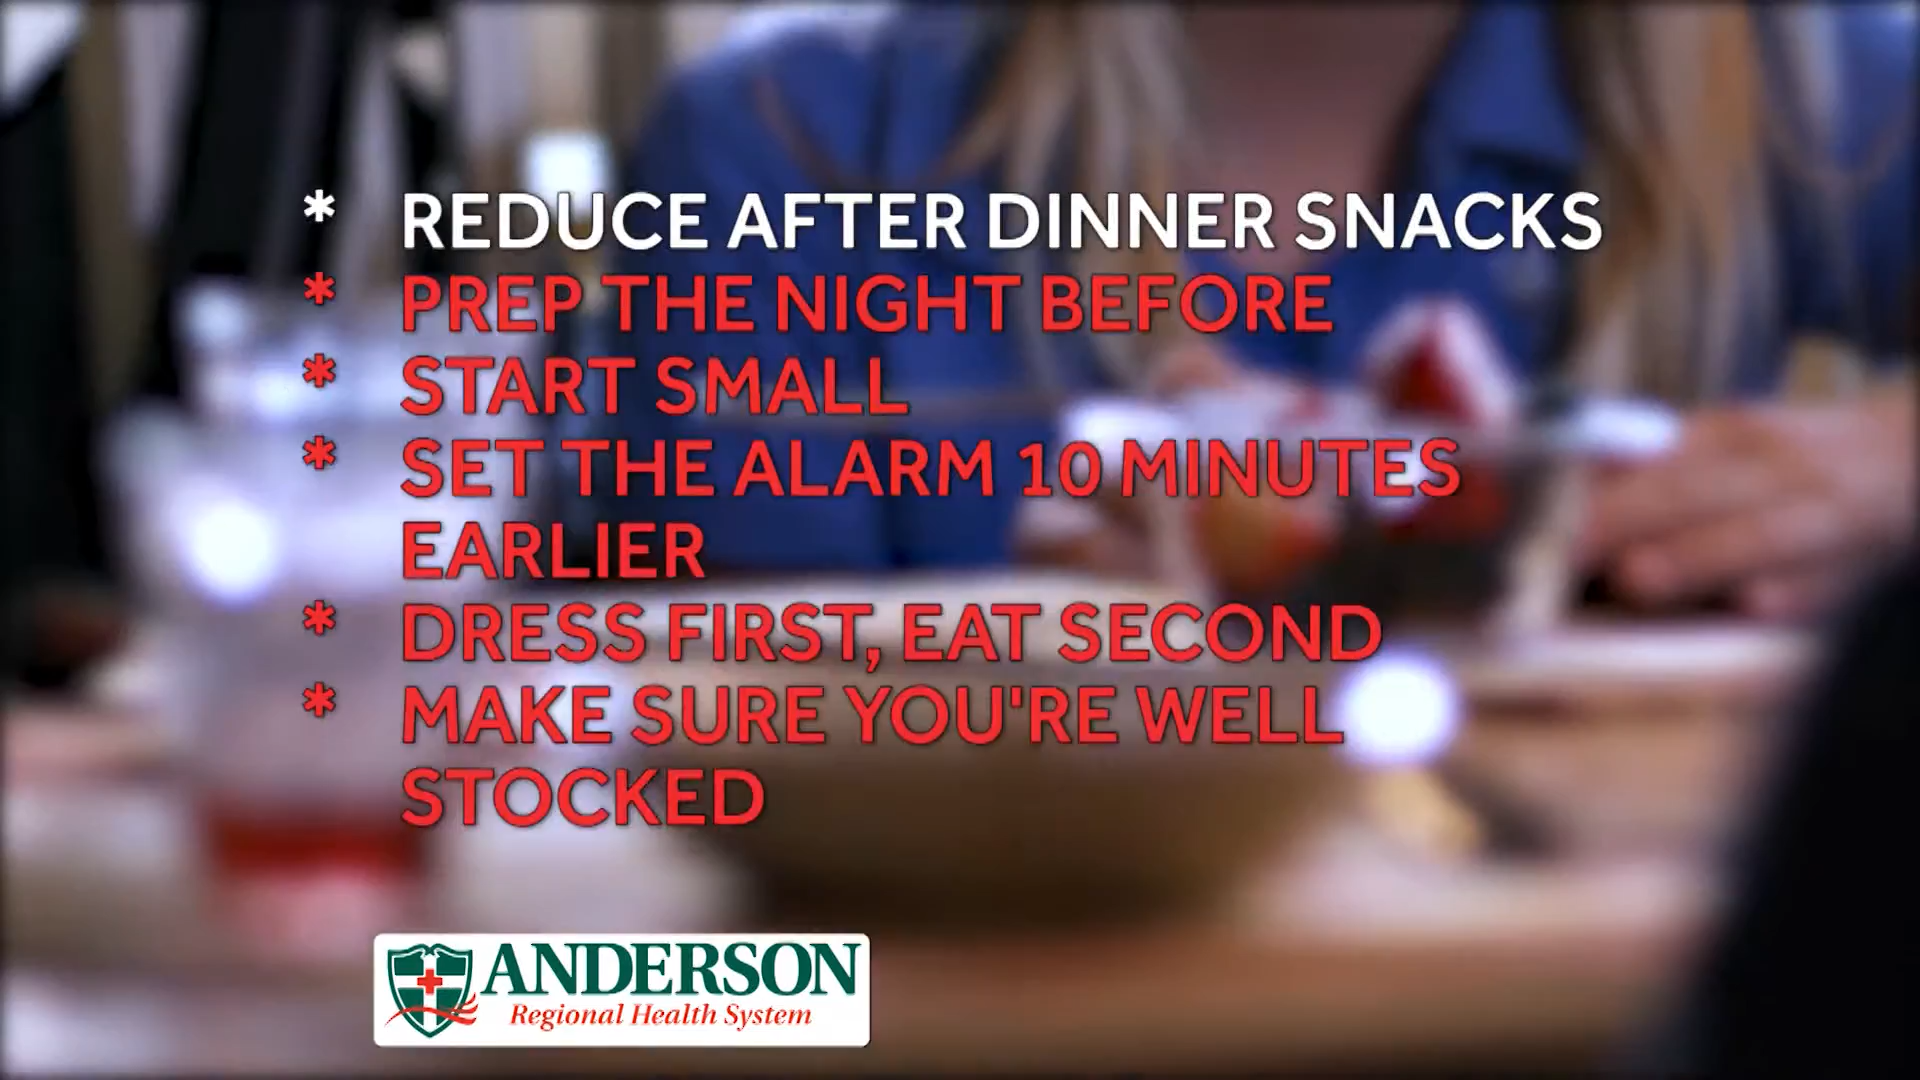 * REDUCE AFTER DINNER SNACKS
* PREP THE NIGHT BEFORE
* START SMALL
* SET THE ALARM 10 MINUTES
EARLIER
* DRESS FIRST, EAT SECOND
* MAKE SURE YOU'RE WELL
STOCKED
ANDERSON
Regional Health System